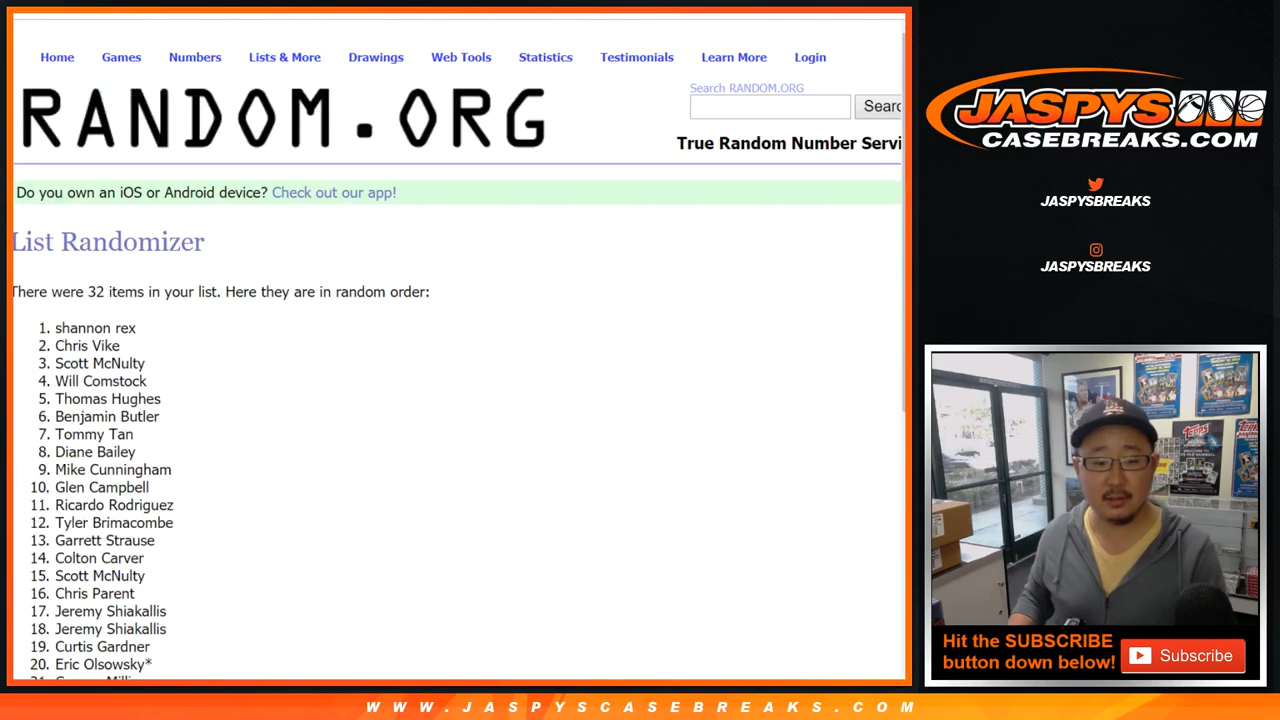 Home Games Numbers Lists & More Drawings Web Tools Statistics Testimonials Learn More Login
RANDOM.ORG
Search RANDOM.ORG
Searc
True Random Number Servi
Do you own an iOS or Android device? Check out our app!
List Randomizer
There were 32 items in your list. Here they are in random order:
1. shannon rex
2. Chris Vike
3. Scott McNulty
4. Will Comstock
5. Thomas Hughes
6. Benjamin Butler
7. Tommy Tan
8. Diane Bailey
9. Mike Cunningham
10. Glen Campbell
11. Ricardo Rodriguez
12. Tyler Brimacombe
13. Garrett Strause
14. Colton Carver
15. Scott McNulty
16. Chris Parent
17. Jeremy Shiakallis
18. Jeremy Shiakallis
19. Curtis Gardner
20. Eric Olsowsky*
JASPYS
CASEBREAKS.COM
JASPYSBREAKS
JASPYSBREAKS
TOPPS
Hit the SUBSCRIBE
button down below!
Subscribe
WWW.JASPYSCASEBREAKS.COM